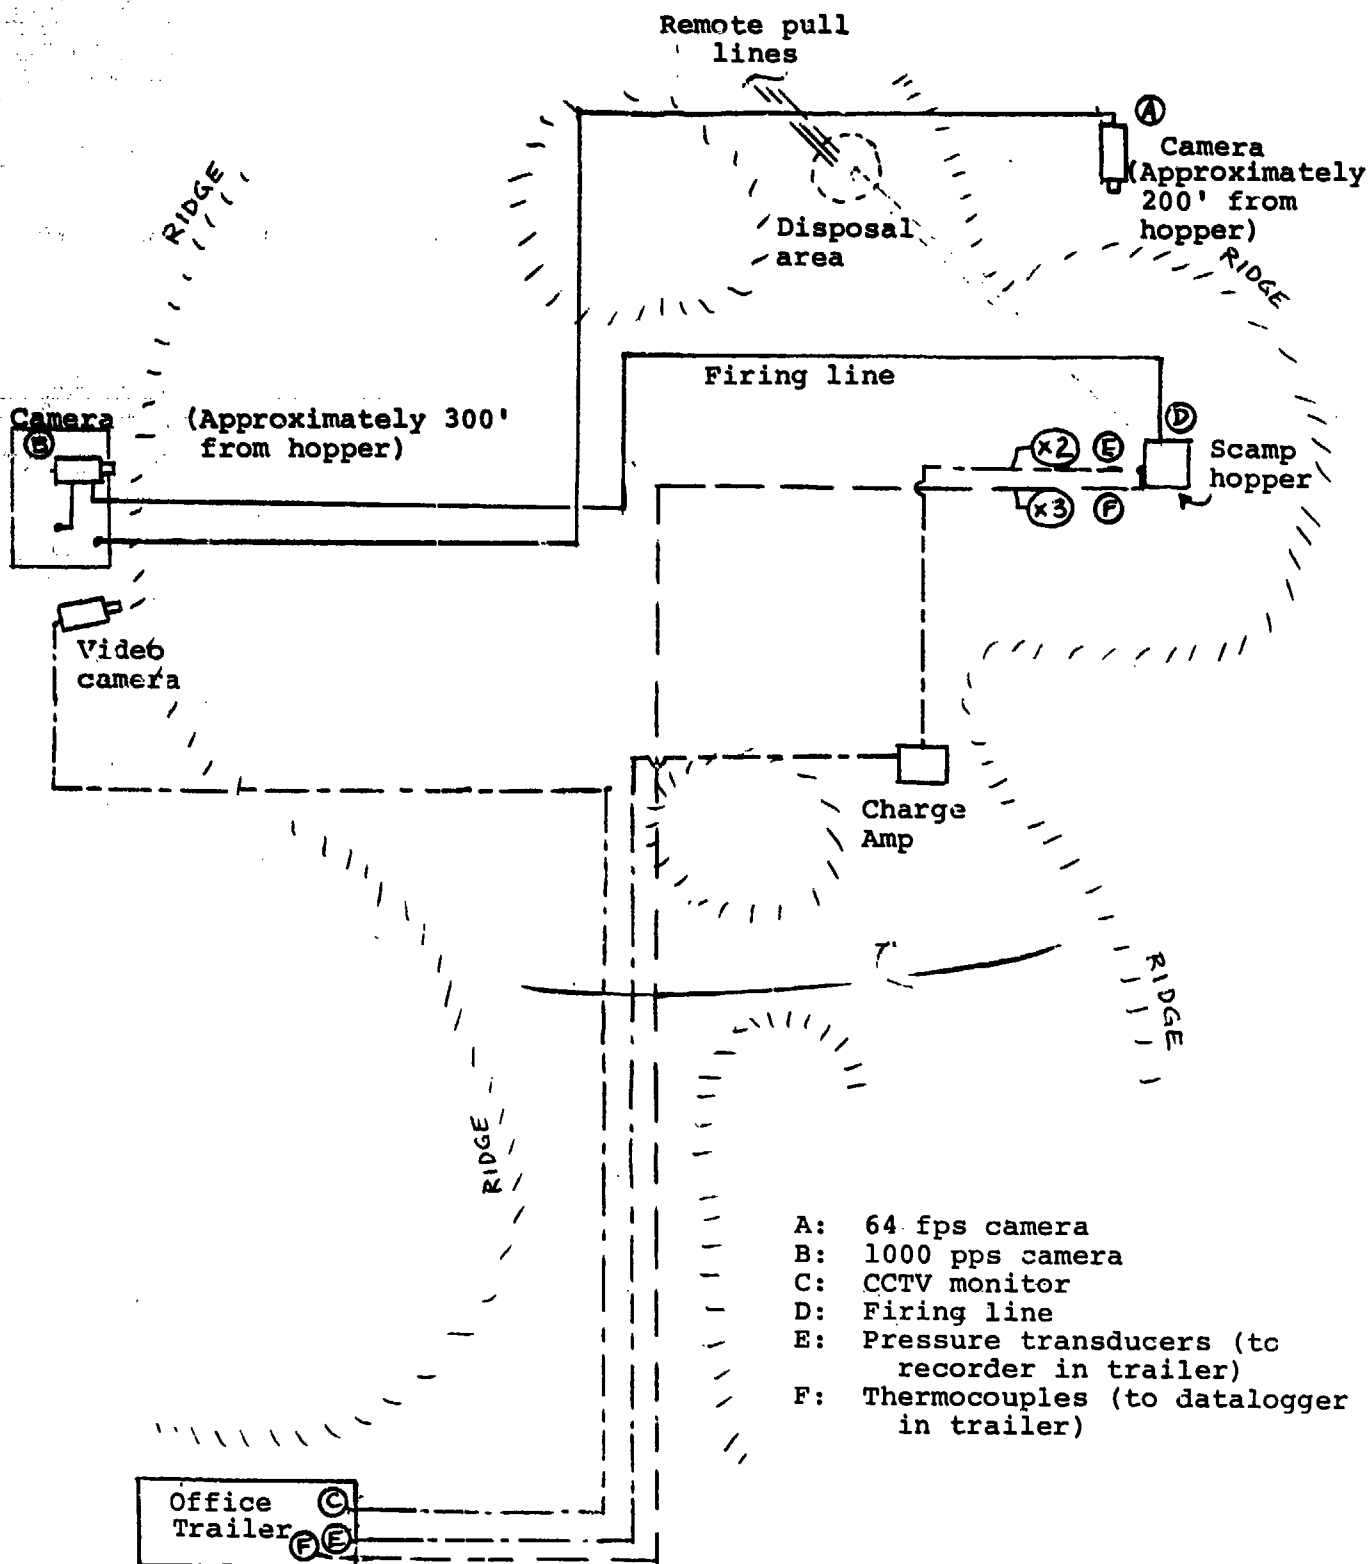 Remote pull
lines
A
Camera
(Approximately
200' from
hopper)
RIDGE
Disposal
area
RIDGE
Firing line
Camera
B
(Approximately 300'
from hopper)
D
x2 E
Scamp
hopper
x3 F
Video
camera
Charge
Amp
RIDGE
RIDGE
A: 64 fps camera
B: 1000 pps camera
C: CCTV monitor
D: Firing line
E: Pressure transducers (to
recorder in trailer)
F: Thermocouples (to datalogger
in trailer)
Office
Trailer
C
E
F